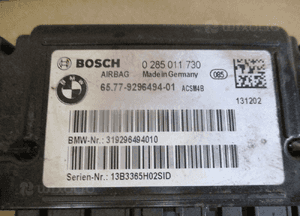 BOSCH 0 285 011 730
AIRBAG Made in Germany 085
65.77-9296494-01 ACSM4B
131202
BMW-Nr.: 319296494010
Serien-Nr.: 13B3365H02SID